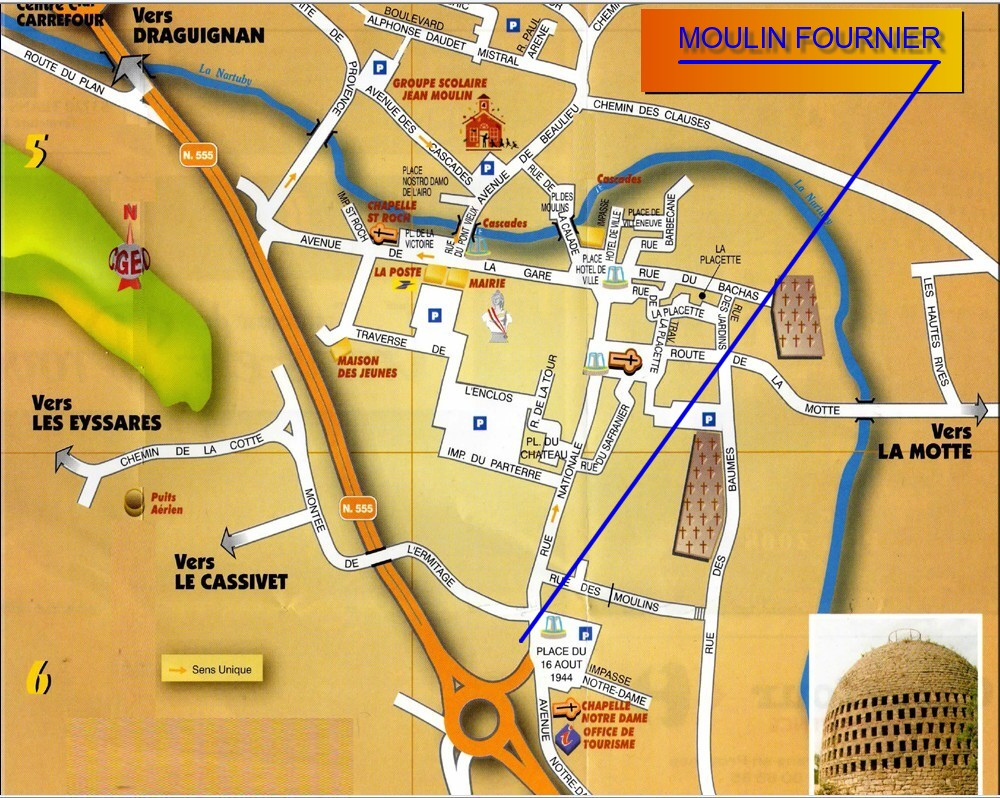 Centre Cial
CARREFOUR
Vers
DRAGUIGNAN
ROUTE DU PLAN
La Nartuby
DE
PROVENCE
BOULEVARD
ALPHONSE DAUDET
MISTRAL
P
R. PAUL
ARENE
CHEMIN
MOULIN FOURNIER
P
GROUPE SCOLAIRE
JEAN MOULIN
AVENUE DES
CASCADES
CHEMIN DES CLAUSES
5
N. 555
P
AVENUE
DE
BEAULIEU
RUE DE
PLACE
NOSTRO DAMO
DE L'AIRO
Cascades
La Nartuby
IMP ST ROCH
CHAPELLE
ST ROCH
PL. DE LA
VICTOIRE
RUE
DU PONT VIEUX
Cascades
PL.DES
MOULINS
LA CALADE
IMPASSE
HOTEL DE VILLE
PLACE DE
VILLENEUVE
RUE
BARBECANE
N
GEO
AVENUE
DE
LA
GARE
PLACE
HOTEL DE
VILLE
LA
PLACETTE
RUE
DU
BACHAS
LA POSTE
MAIRIE
RUE
DE
LA PLACETTE
TRAV.
LA PLACETTE
RUE
DES JARDINS
LES HAUTES RIVES
P
TRAVERSE
DE
MAISON
DES JEUNES
ROUTE
DE
LA
MOTTE
L'ENCLOS
R. DE LA TOUR
Vers
LES EYSSARES
P
P
Vers
LA MOTTE
CHEMIN DE LA COTTE
PL. DU
CHATEAU
RUE DU SAFRANIER
IMP. DU PARTERRE
BAUMES
Puits
Aérien
MONTÉE
DE
L'ERMITAGE
N. 555
RUE
NATIONALE
Vers
LE CASSIVET
RUE DES MOULINS
DES
RUE
P
PLACE DU
16 AOUT
1944
6
Sens Unique
IMPASSE
NOTRE-DAME
CHAPELLE
NOTRE DAME
OFFICE DE
TOURISME
AVENUE